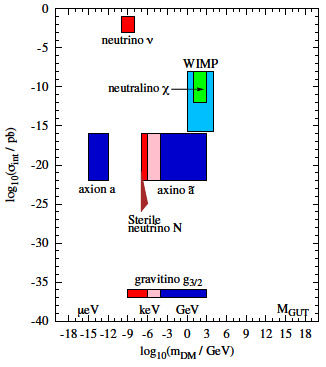 0
neutrino ν
-5
WIMP
neutralino χ
-10
-15
axion a
axino ã
-20
Sterile
neutrino N
-25
-30
gravitino g3/2
-35
μeV keV GeV MGUT
-40
-18 -15 -12 -9 -6 -3 0 3 6 9 12 15 18
log10(mDM / GeV)
log10(σint / pb)